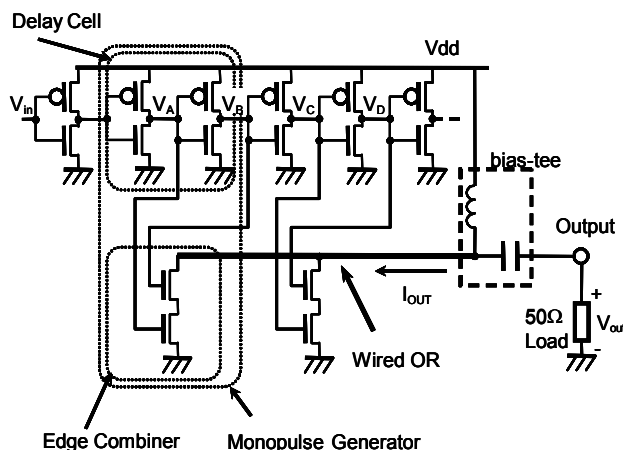 Delay Cell
Vdd
Vin
VA
VB
VC
VD
bias-tee
Output
IOUT
50Ω
Load
+
Vout
-
Wired OR
Edge Combiner
Monopulse Generator